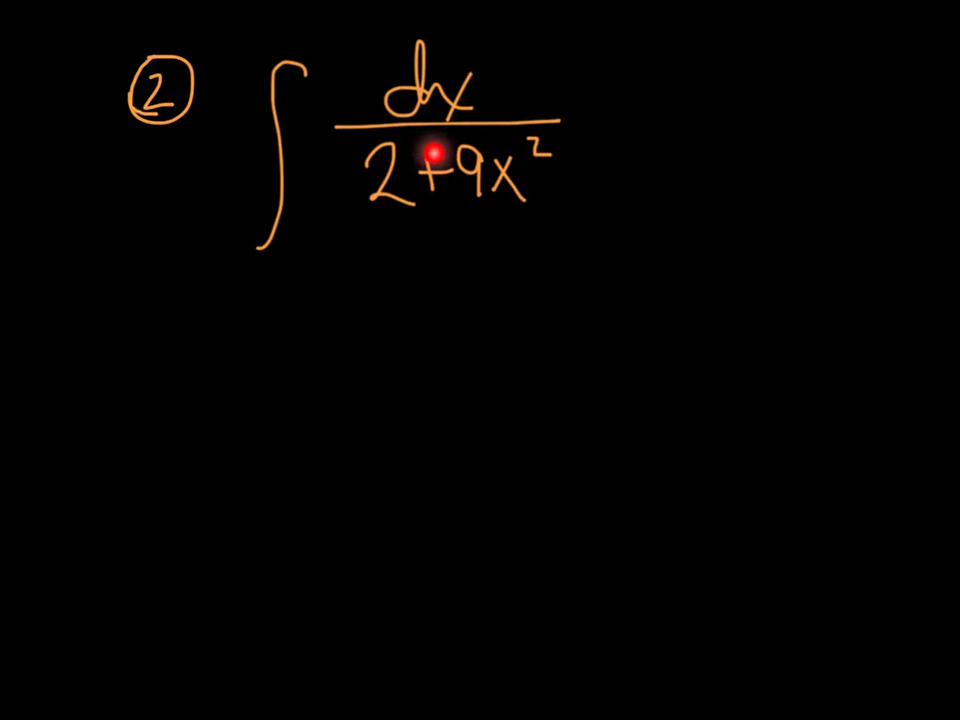 ② ∫ dx / (2+9x²)